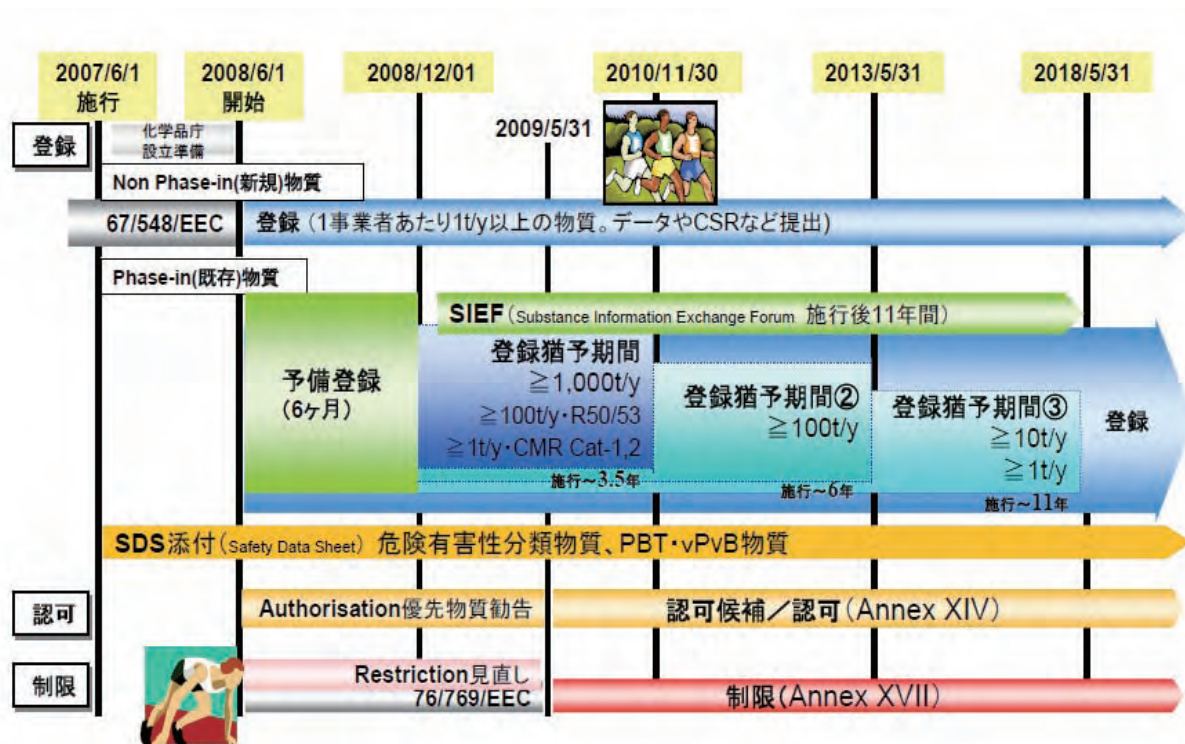 2007/6/1
施行
2008/6/1
開始
2008/12/01
2010/11/30
2013/5/31
2018/5/31
2009/5/31
登録
化学品庁
設立準備
Non Phase-in(新規)物質
67/548/EEC
登録 (1事業者あたり1t/y以上の物質。データやCSRなど提出)
Phase-in(既存)物質
SIEF(Substance Information Exchange Forum 施行後11年間)
予備登録
(6ヶ月)
登録猶予期間
≧1,000t/y
≧100t/y・R50/53
≧1t/y・CMR Cat-1,2
施行~3.5年
登録猶予期間②
≧100t/y
施行~6年
登録猶予期間③
≧10t/y
≧1t/y
施行~11年
登録
SDS添付(Safety Data Sheet) 危険有害性分類物質、PBT・vPvB物質
認可
Authorisation優先物質勧告
認可候補/認可(Annex XIV)
制限
Restriction見直し
76/769/EEC
制限(Annex XVII)